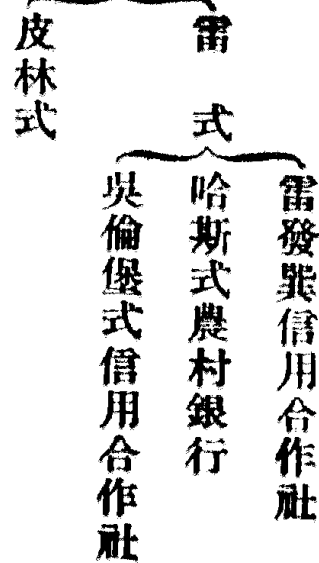 雷式
雷發巽信用合作社
哈斯式農村銀行
吳倫堡式信用合作社
皮林式